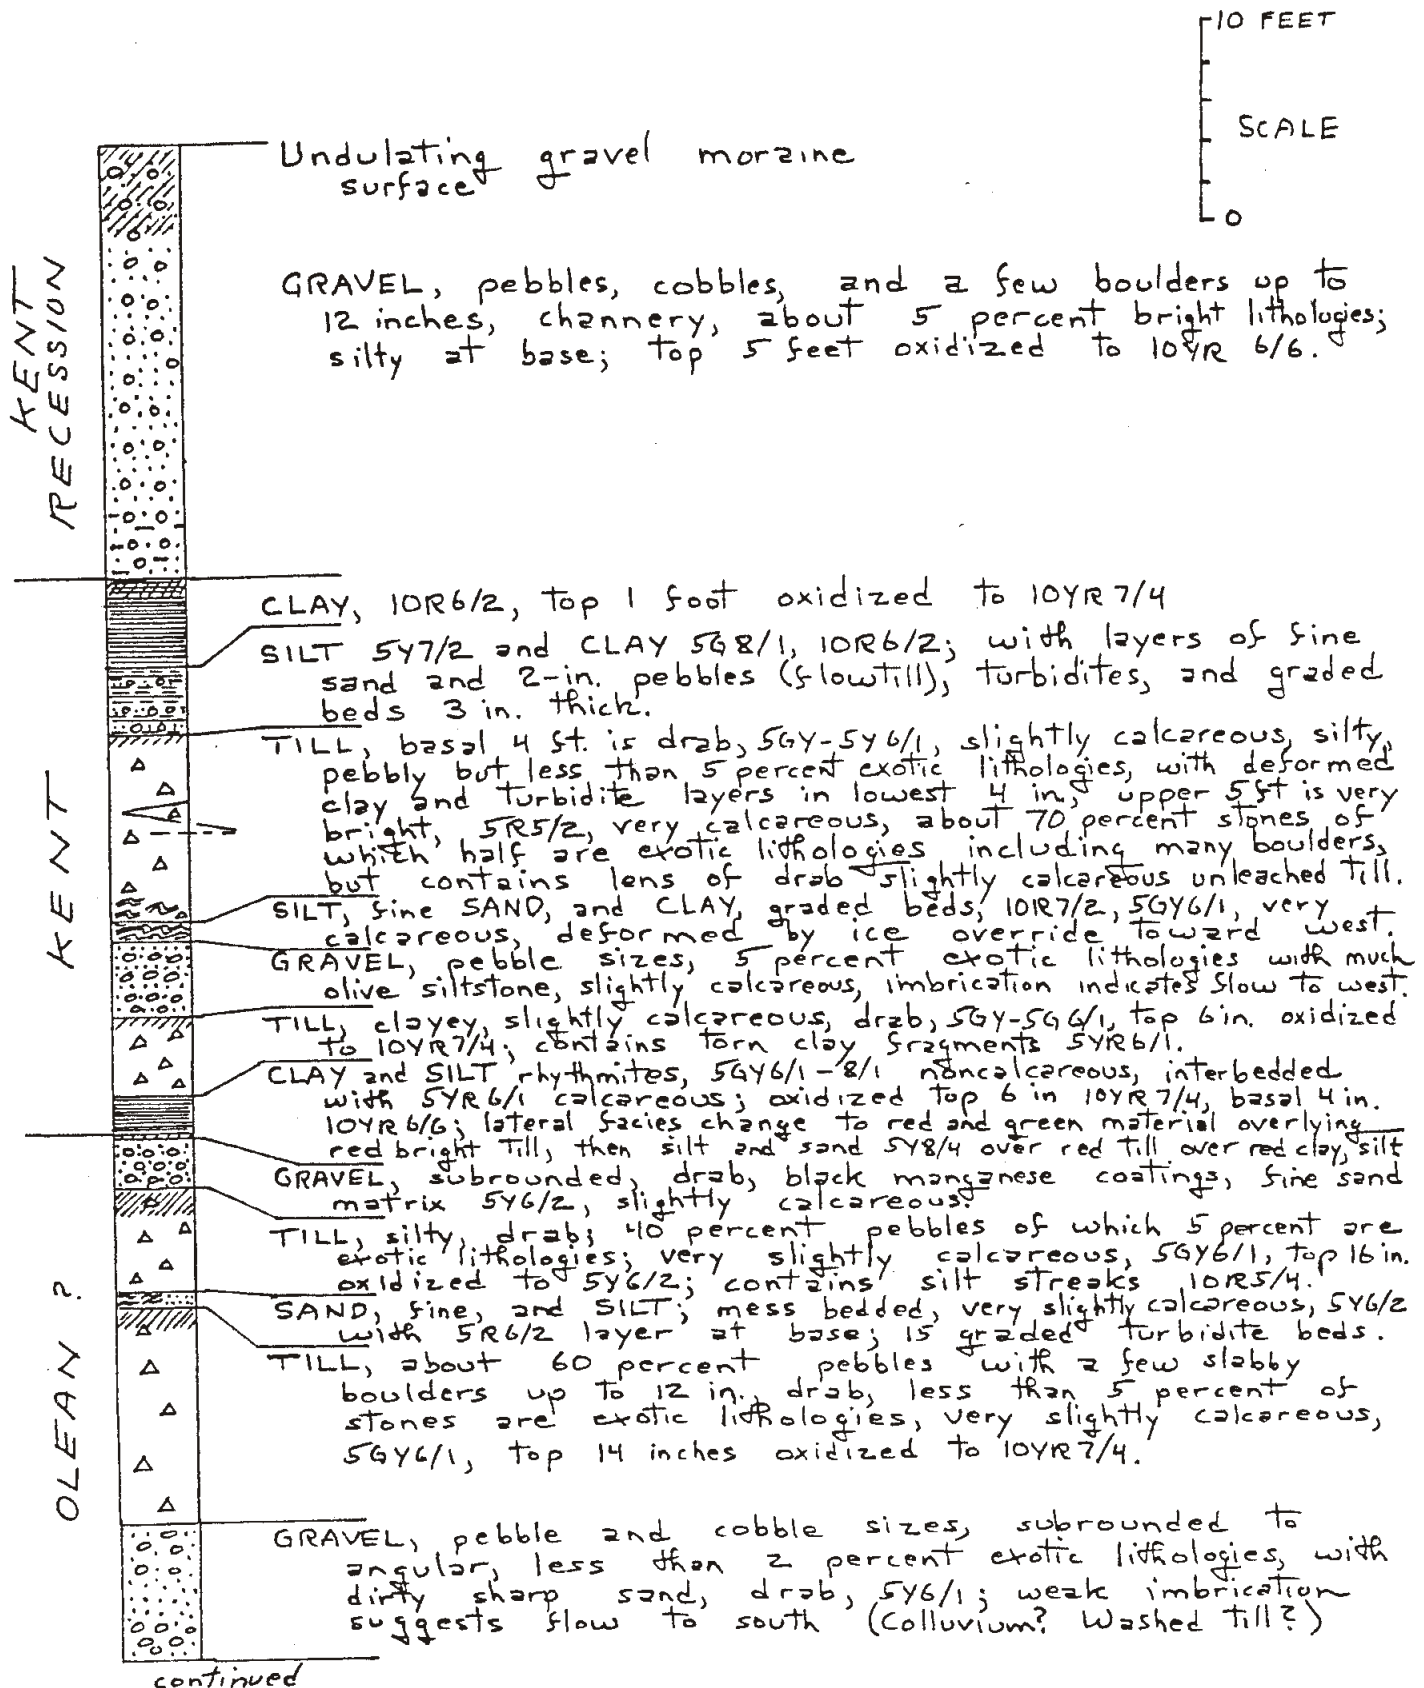 10 FEET
SCALE
0
Undulating gravel moraine
surface
KENT
RECESSION
GRAVEL, pebbles, cobbles, and a few boulders up to
12 inches, channery, about 5 percent bright lithologies;
silty at base; top 5 feet oxidized to 10YR 6/6.
KENT
CLAY, 10R6/2, top 1 foot oxidized to 10YR 7/4
SILT 5Y7/2 and CLAY 5G8/1, 10R6/2; with layers of fine
sand and 2-in. pebbles (flowtill), turbidites, and graded
beds 3 in. thick.
TILL, basal 4 ft. is drab, 5GY-5Y6/1, slightly calcareous, silty,
pebbly but less than 5 percent exotic lithologies, with deformed
clay and turbidite layers in lowest 4 in, upper 5 ft is very
bright, 5R5/2, very calcareous, about 70 percent stones of
which half are exotic lithologies including many boulders,
but contains lens of drab slightly calcareous unleached till.
SILT, fine SAND, and CLAY, graded beds, 10R7/2, 5GY6/1, very
calcareous, deformed by ice override toward west.
GRAVEL, pebble sizes, 5 percent exotic lithologies with much
olive siltstone, slightly calcareous, imbrication indicates flow to west.
TILL, clayey, slightly calcareous, drab, 5GY-5G6/1, top 6 in. oxidized
to 10YR7/4; contains torn clay fragments 5YR6/1.
CLAY and SILT rhythmites, 5GY6/1-8/1 noncalcareous, interbedded
with 5YR6/1 calcareous; oxidized top 6 in 10YR 7/4, basal 4 in.
10YR 6/6; lateral facies change to red and green material overlying
red bright till, then silt and sand 5Y8/4 over red till over red clay, silt
OLEAN ?
GRAVEL, subrounded, drab, black manganese coatings, fine sand
matrix 5Y6/2, slightly calcareous.
TILL, silty, drab; 40 percent pebbles of which 5 percent are
exotic lithologies; very slightly calcareous, 5GY6/1, top 16 in.
oxidized to 5Y6/2; contains silt streaks 10R5/4.
SAND, fine, and SILT; mess bedded, very slightly calcareous, 5Y6/2
with 5R6/2 layer at base; 15 graded turbidite beds.
TILL, about 60 percent pebbles with a few slabby
boulders up to 12 in., drab, less than 5 percent of
stones are exotic lithologies, very slightly calcareous,
5GY6/1, top 14 inches oxidized to 10YR7/4.
GRAVEL, pebble and cobble sizes, subrounded to
angular, less than 2 percent exotic lithologies, with
dirty sharp sand, drab, 5Y6/1; weak imbrication
suggests flow to south (Colluvium? Washed till?)
continued